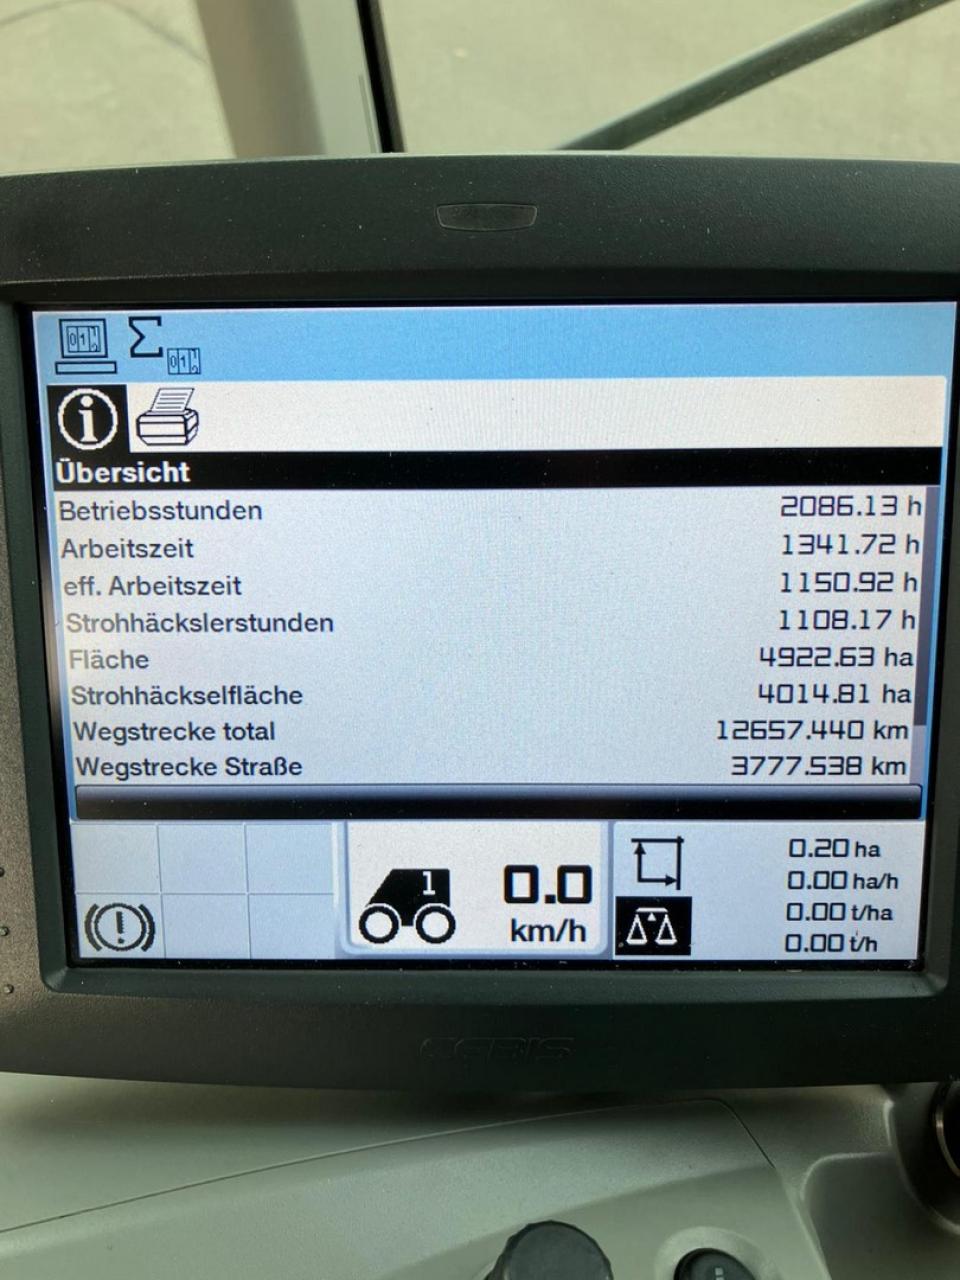 Übersicht
Betriebsstunden 2086.13 h
Arbeitszeit 1341.72 h
eff. Arbeitszeit 1150.92 h
Strohhäckslerstunden 1108.17 h
Fläche 4922.63 ha
Strohhäckselfläche 4014.81 ha
Wegstrecke total 12657.440 km
Wegstrecke Straße 3777.538 km
1 0.0 km/h
0.20 ha
0.00 ha/h
0.00 t/ha
0.00 t/h
CEBIS